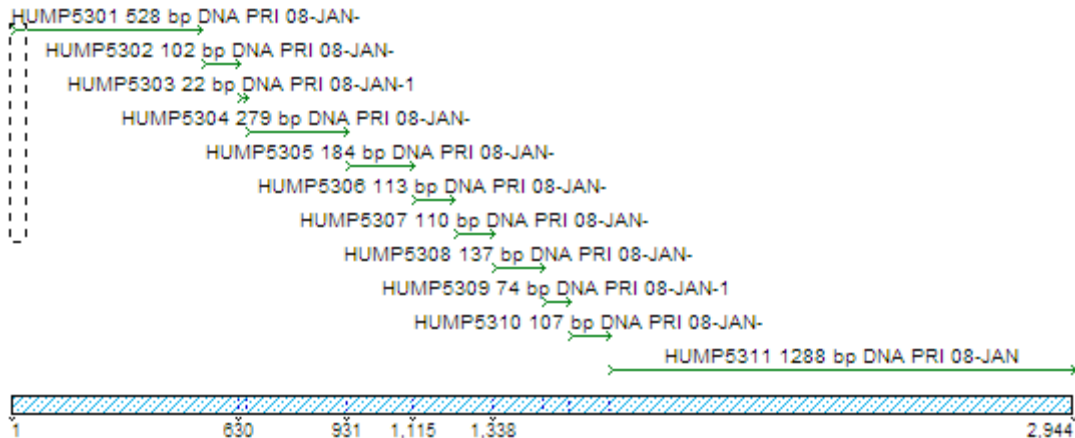 HUMP5301 528 bp DNA PRI 08-JAN-
HUMP5302 102 bp DNA PRI 08-JAN-
HUMP5303 22 bp DNA PRI 08-JAN-1
HUMP5304 279 bp DNA PRI 08-JAN-
HUMP5305 184 bp DNA PRI 08-JAN-
HUMP5306 113 bp DNA PRI 08-JAN-
HUMP5307 110 bp DNA PRI 08-JAN-
HUMP5308 137 bp DNA PRI 08-JAN-
HUMP5309 74 bp DNA PRI 08-JAN-1
HUMP5310 107 bp DNA PRI 08-JAN-
HUMP5311 1288 bp DNA PRI 08-JAN
1 630 931 1,115 1,338 2,944